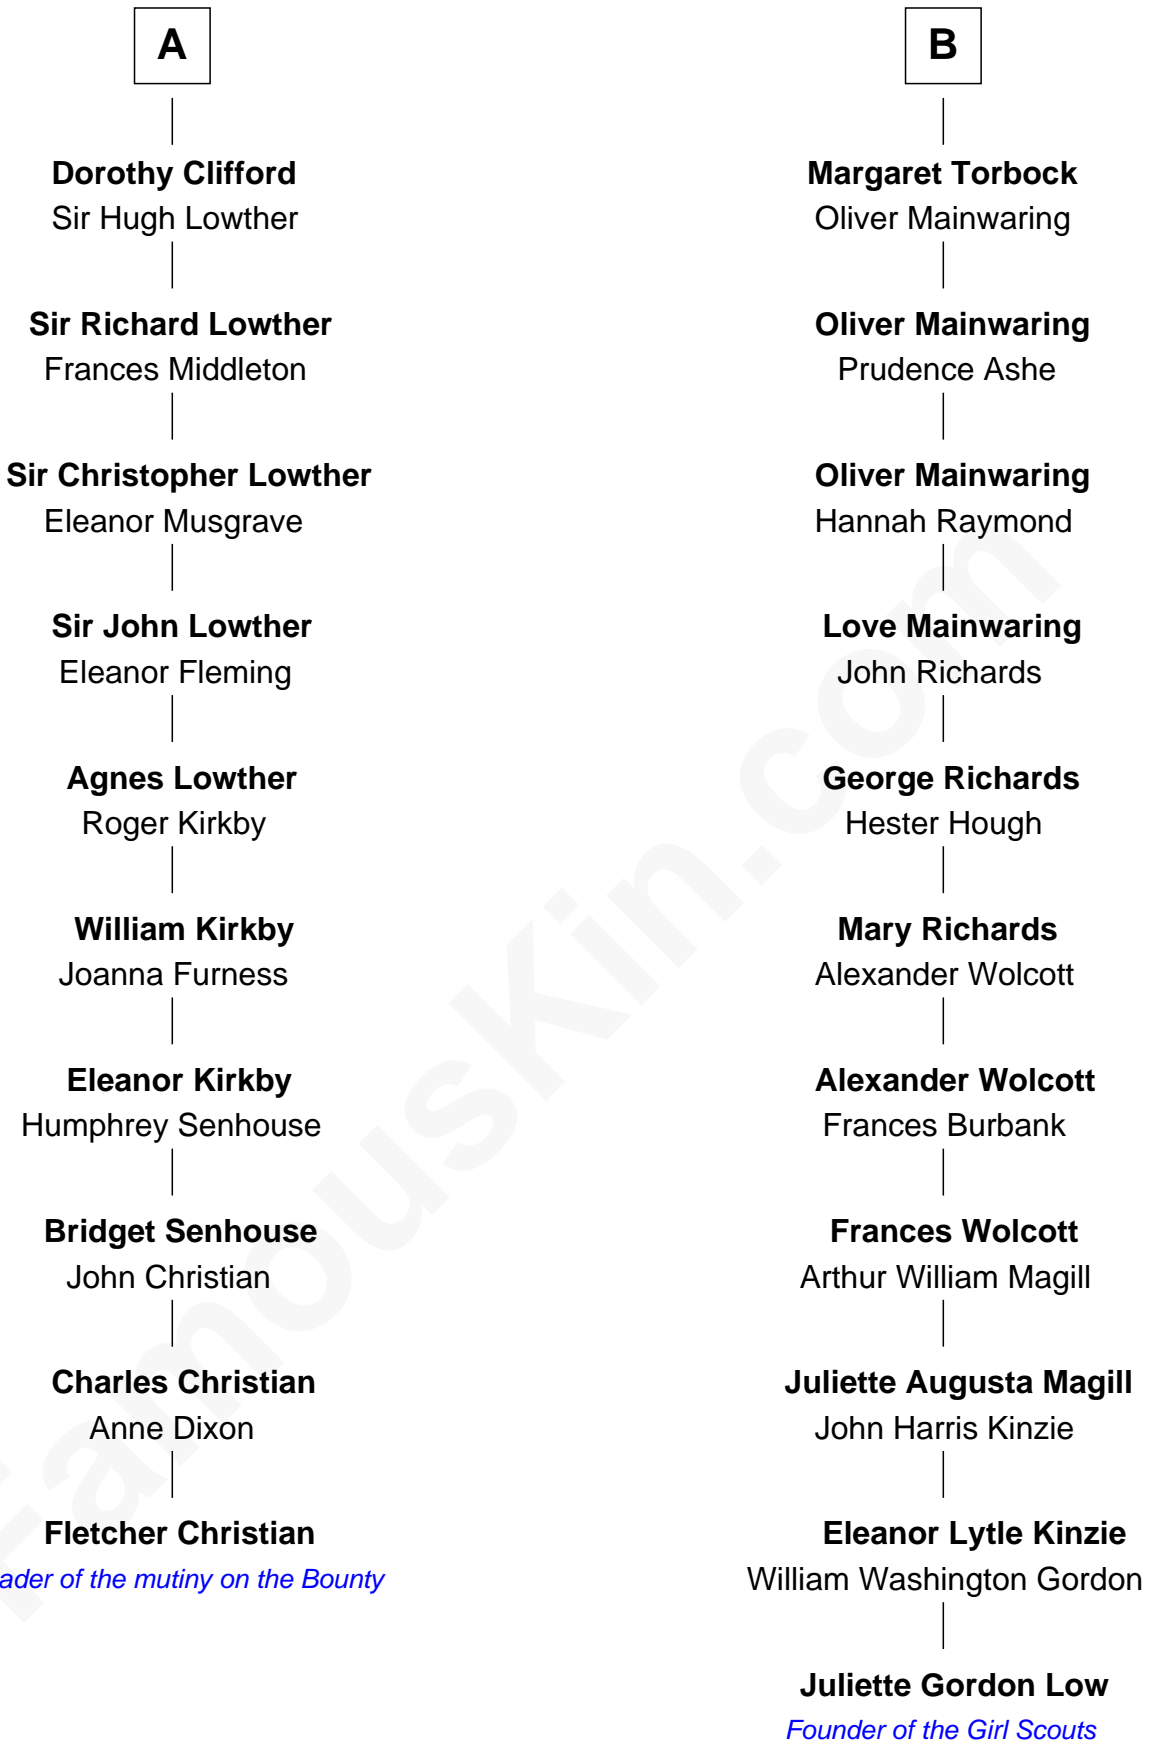 A
Dorothy Clifford
Sir Hugh Lowther
Sir Richard Lowther
Frances Middleton
Sir Christopher Lowther
Eleanor Musgrave
Sir John Lowther
Eleanor Fleming
Agnes Lowther
Roger Kirkby
William Kirkby
Joanna Furness
Eleanor Kirkby
Humphrey Senhouse
Bridget Senhouse
John Christian
Charles Christian
Anne Dixon
Fletcher Christian
ader of the mutiny on the Bounty
B
Margaret Torbock
Oliver Mainwaring
Oliver Mainwaring
Prudence Ashe
Oliver Mainwaring
Hannah Raymond
Love Mainwaring
John Richards
George Richards
Hester Hough
Mary Richards
Alexander Wolcott
Alexander Wolcott
Frances Burbank
Frances Wolcott
Arthur William Magill
Juliette Augusta Magill
John Harris Kinzie
Eleanor Lytle Kinzie
William Washington Gordon
Juliette Gordon Low
Founder of the Girl Scouts
FamousKin.com